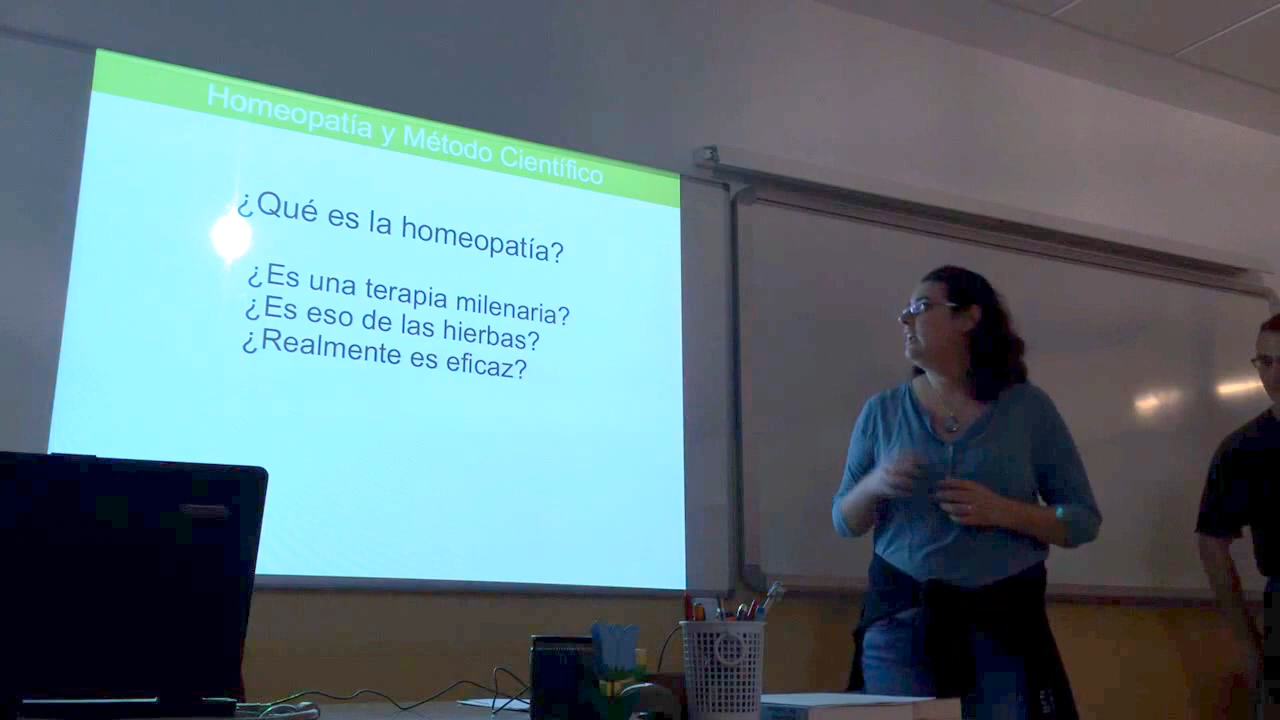 Homeopatía y Método Científico
¿Qué es la homeopatía?
¿Es una terapia milenaria?
¿Es eso de las hierbas?
¿Realmente es eficaz?